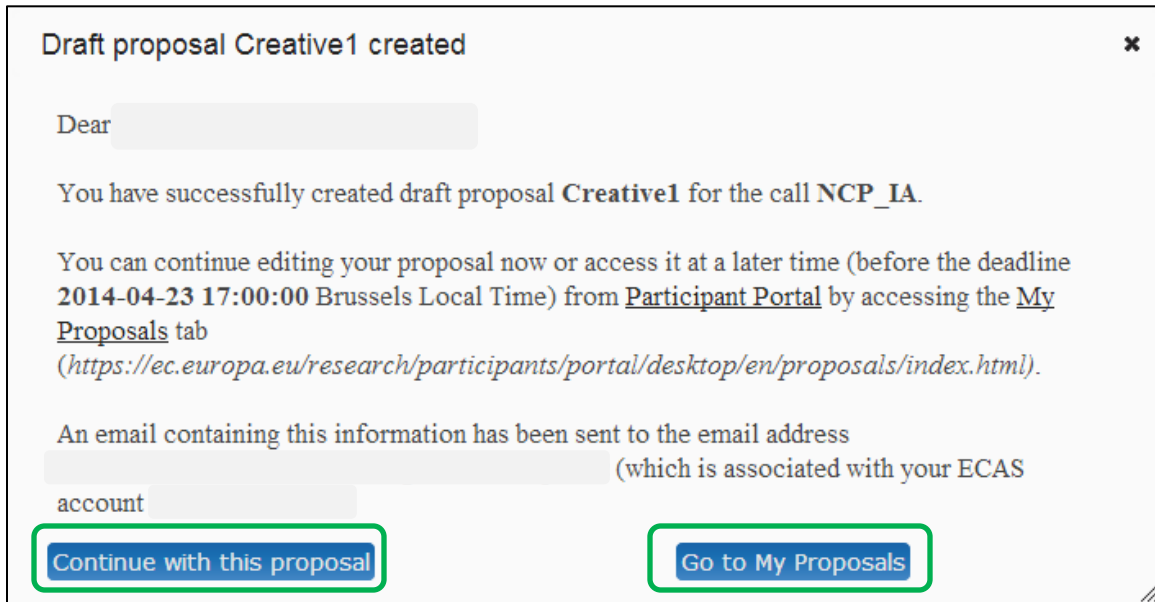 Draft proposal Creative1 created
Dear
You have successfully created draft proposal Creative1 for the call NCP_IA.
You can continue editing your proposal now or access it at a later time (before the deadline
2014-04-23 17:00:00 Brussels Local Time) from Participant Portal by accessing the My
Proposals tab
(https://ec.europa.eu/research/participants/portal/desktop/en/proposals/index.html).
An email containing this information has been sent to the email address
(which is associated with your ECAS
account
Continue with this proposal
Go to My Proposals